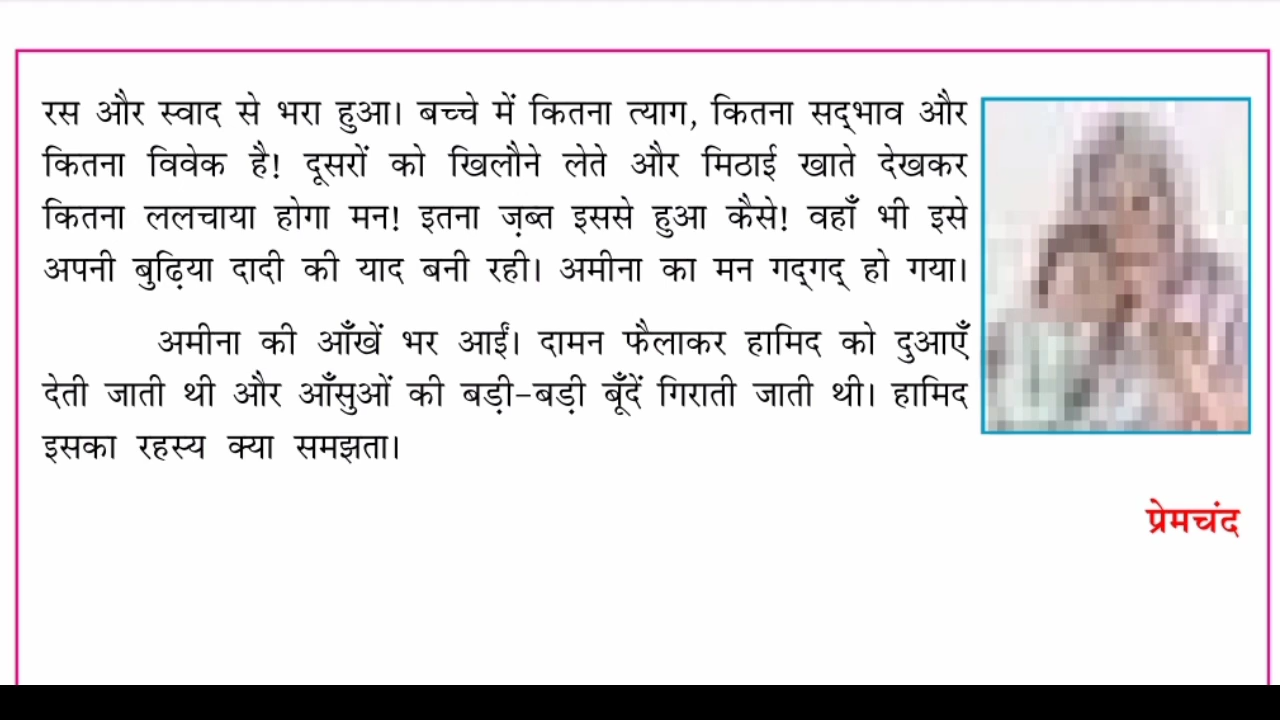 रस और स्वाद से भरा हुआ। बच्चे में कितना त्याग, कितना सद्‌भाव और
कितना विवेक है! दूसरों को खिलौने लेते और मिठाई खाते देखकर
कितना ललचाया होगा मन! इतना ज़ब्त इससे हुआ कैसे! वहाँ भी इसे
अपनी बुढ़िया दादी की याद बनी रही। अमीना का मन गद्‌गद् हो गया।
अमीना की आँखें भर आईं। दामन फैलाकर हामिद को दुआएँ
देती जाती थी और आँसुओं की बड़ी-बड़ी बूँदें गिराती जाती थी। हामिद
इसका रहस्य क्या समझता।
प्रेमचंद